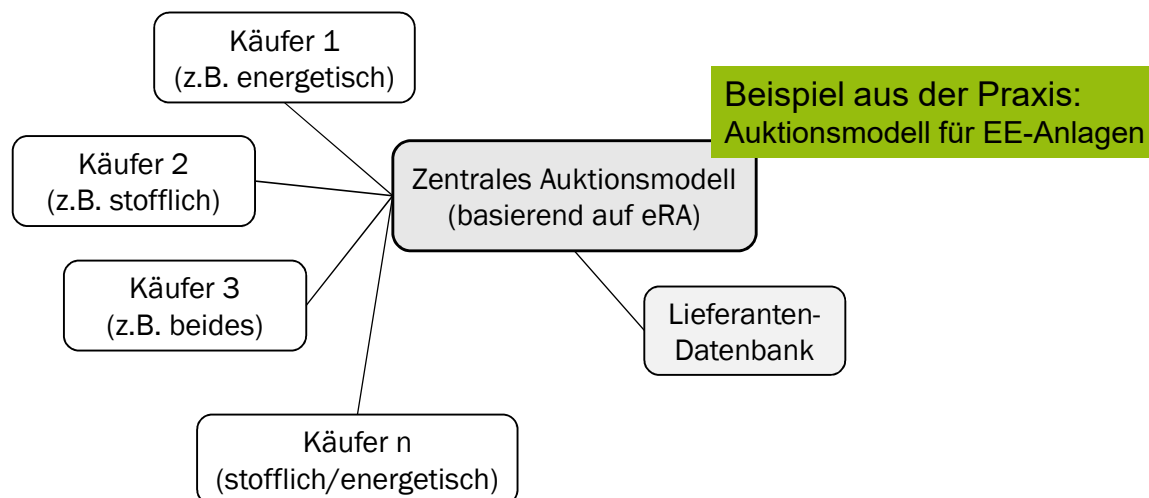 Käufer 1
(z.B. energetisch)
Beispiel aus der Praxis:
Auktionsmodell für EE-Anlagen
Käufer 2
(z.B. stofflich)
Zentrales Auktionsmodell
(basierend auf eRA)
Käufer 3
(z.B. beides)
Lieferanten-
Datenbank
Käufer n
(stofflich/energetisch)